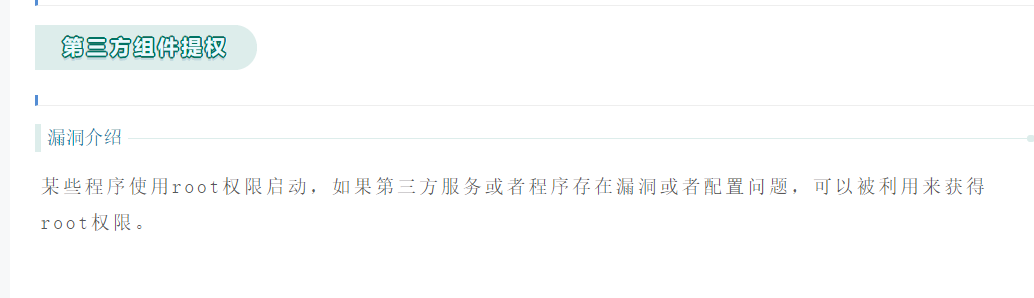 第三方组件提权
漏洞介绍
某些程序使用root权限启动，如果第三方服务或者程序存在漏洞或者配置问题，可以被利用来获得
root权限。